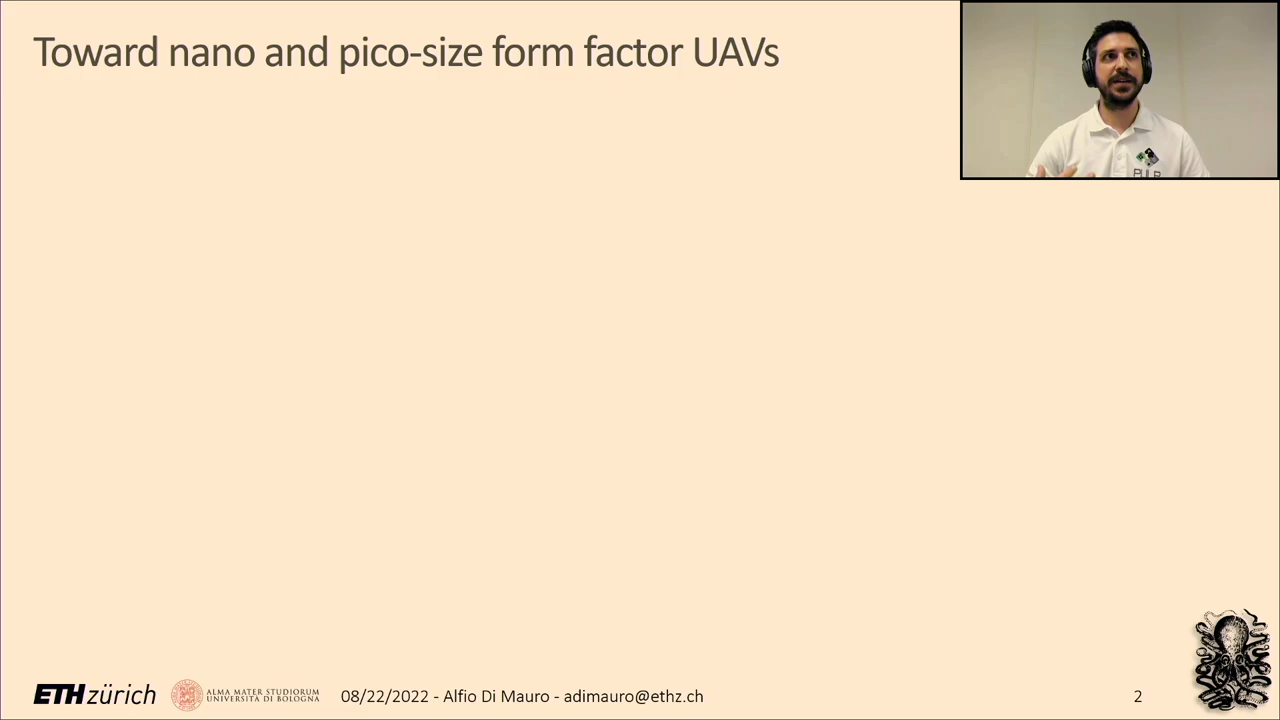 Toward nano and pico-size form factor UAVs
PULP
ETH zürich
ALMA MATER STUDIORUM
UNIVERSITÀ DI BOLOGNA
08/22/2022 - Alfio Di Mauro - adimauro@ethz.ch
2